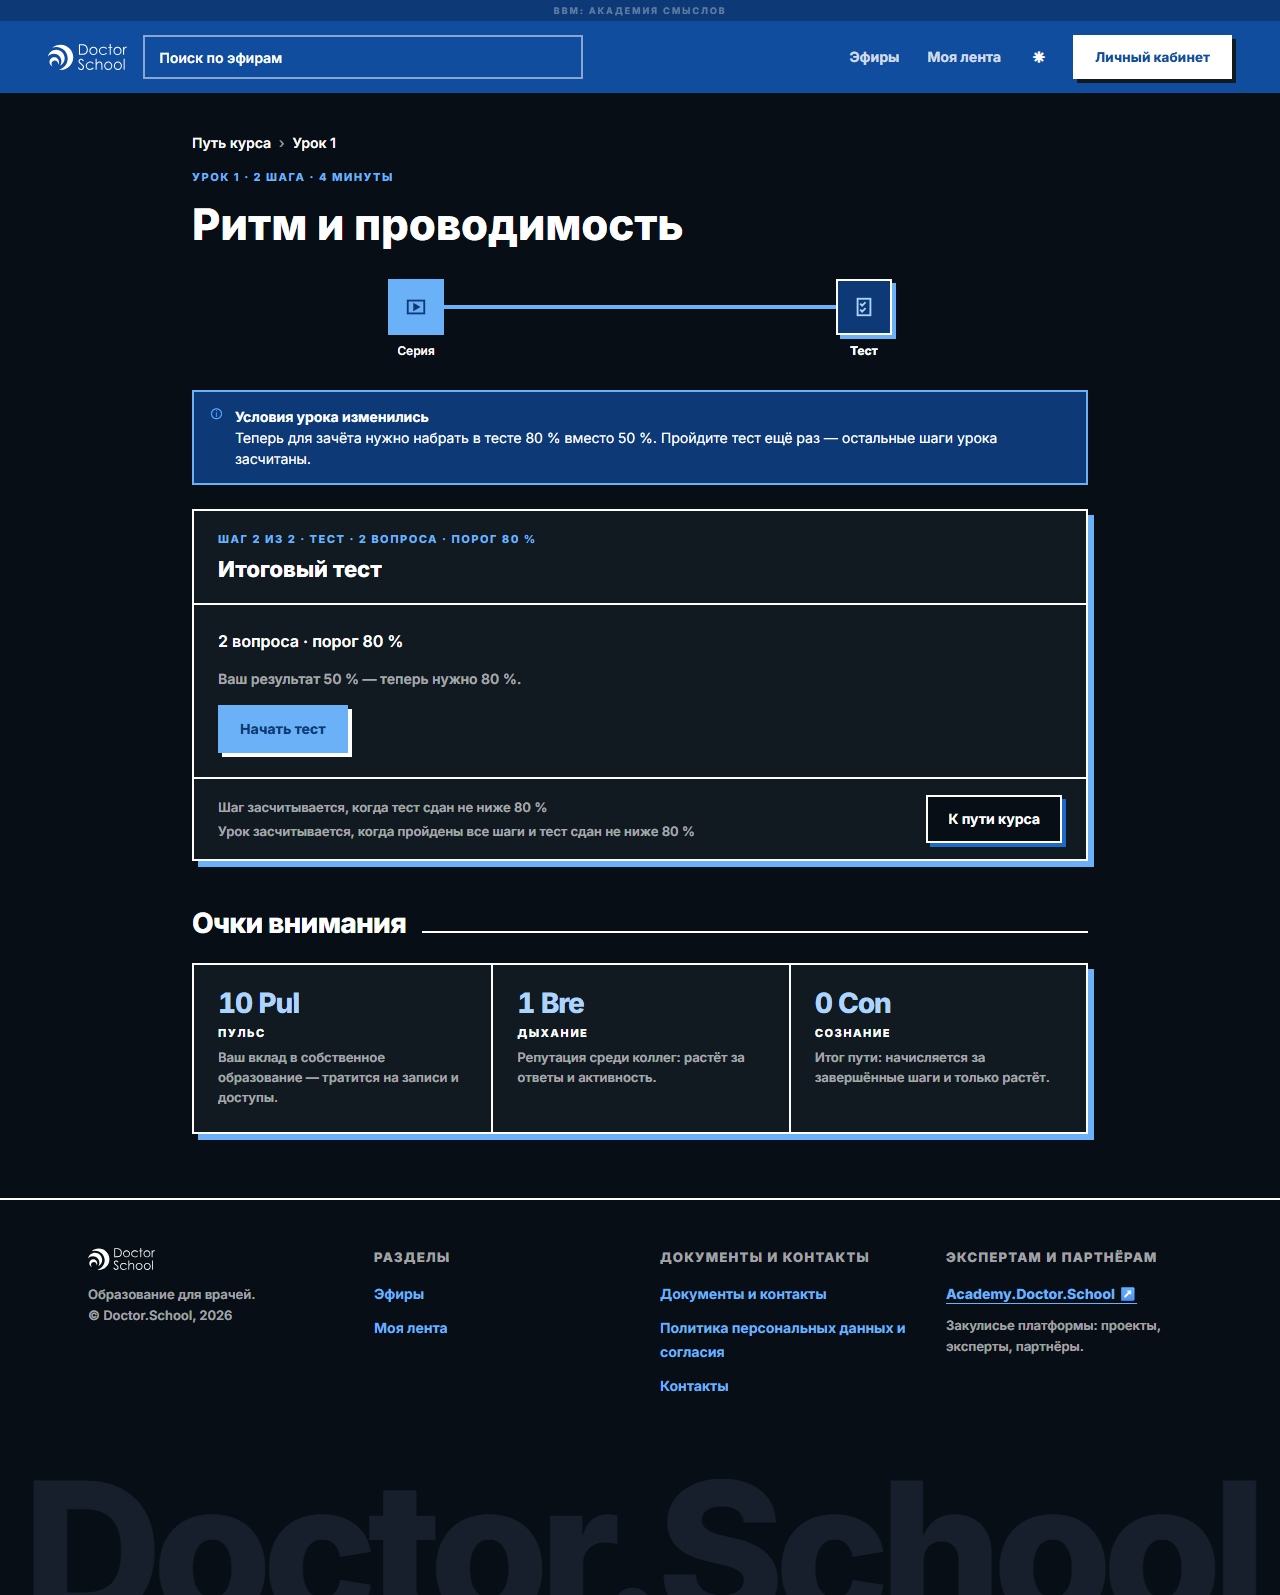 ВВМ: АКАДЕМИЯ СМЫСЛОВ
Doctor School
Поиск по эфирам
Эфиры
Моя лента
Личный кабинет
Путь курса › Урок 1
УРОК 1 · 2 ШАГА · 4 МИНУТЫ
Ритм и проводимость
Серия
Тест
Условия урока изменились
Теперь для зачёта нужно набрать в тесте 80 % вместо 50 %. Пройдите тест ещё раз — остальные шаги урока
засчитаны.
ШАГ 2 ИЗ 2 · ТЕСТ · 2 ВОПРОСА · ПОРОГ 80 %
Итоговый тест
2 вопроса · порог 80 %
Ваш результат 50 % — теперь нужно 80 %.
Начать тест
Шаг засчитывается, когда тест сдан не ниже 80 %
Урок засчитывается, когда пройдены все шаги и тест сдан не ниже 80 %
К пути курса
Очки внимания
10 Pul
ПУЛЬС
Ваш вклад в собственное
образование — тратится на записи и
доступы.
1 Bre
ДЫХАНИЕ
Репутация среди коллег: растёт за
ответы и активность.
0 Con
СОЗНАНИЕ
Итог пути: начисляется за
завершённые шаги и только растёт.
Doctor School
Образование для врачей.
© Doctor.School, 2026
РАЗДЕЛЫ
Эфиры
Моя лента
ДОКУМЕНТЫ И КОНТАКТЫ
Документы и контакты
Политика персональных данных и
согласия
Контакты
ЭКСПЕРТАМ И ПАРТНЁРАМ
Academy.Doctor.School ↗
Закулисье платформы: проекты,
эксперты, партнёры.
Doctor.School